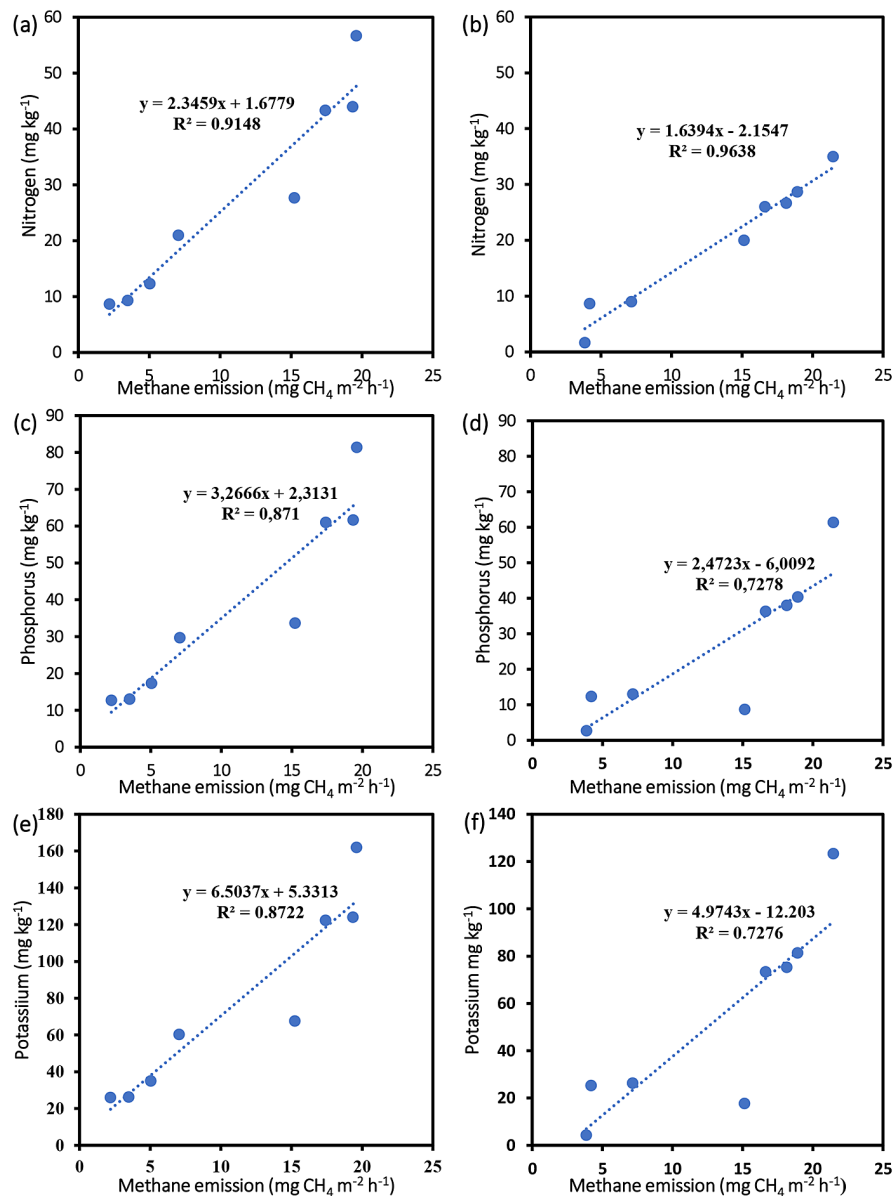 (a)
60
50
40
30
20
10
0
Nitrogen (mg kg⁻¹)
y = 2.3459x + 1.6779
R² = 0.9148
0 5 10 15 20 25
Methane emission (mg CH₄ m⁻² h⁻¹)
(b)
60
50
40
30
20
10
0
Nitrogen (mg kg⁻¹)
y = 1.6394x - 2.1547
R² = 0.9638
0 5 10 15 20 25
Methane emission (mg CH₄ m⁻² h⁻¹)
(c)
90
80
70
60
50
40
30
20
10
0
Phosphorus (mg kg⁻¹)
y = 3,2666x + 2,3131
R² = 0,871
0 5 10 15 20 25
Methane emission (mg CH₄ m⁻² h⁻¹)
(d)
90
80
70
60
50
40
30
20
10
0
Phosphorus (mg kg⁻¹)
y = 2,4723x - 6,0092
R² = 0,7278
0 5 10 15 20 25
Methane emission (mg CH₄ m⁻² h⁻¹)
(e)
180
160
140
120
100
80
60
40
20
0
Potassiium (mg kg⁻¹)
y = 6.5037x + 5.3313
R² = 0.8722
0 5 10 15 20 25
Methane emission (mg CH₄ m⁻² h⁻¹)
(f)
140
120
100
80
60
40
20
0
Potassium mg kg⁻¹)
y = 4.9743x - 12.203
R² = 0.7276
0 5 10 15 20 25
Methane emission (mg CH₄ m⁻² h⁻¹)